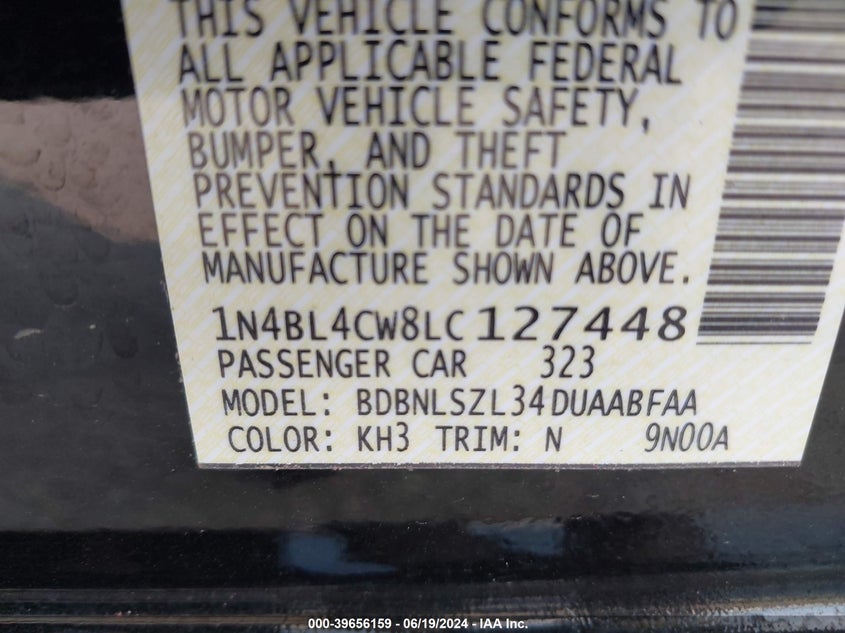 THIS VEHICLE CONFORMS TO
ALL APPLICABLE FEDERAL
MOTOR VEHICLE SAFETY,
BUMPER, AND THEFT
PREVENTION STANDARDS IN
EFFECT ON THE DATE OF
MANUFACTURE SHOWN ABOVE.
1N4BL4CW8LC127448
PASSENGER CAR 323
MODEL: BDBNLSZL34DUAABFAA
COLOR: KH3 TRIM: N 9N00A
000-39656159 - 06/19/2024 - IAA Inc.